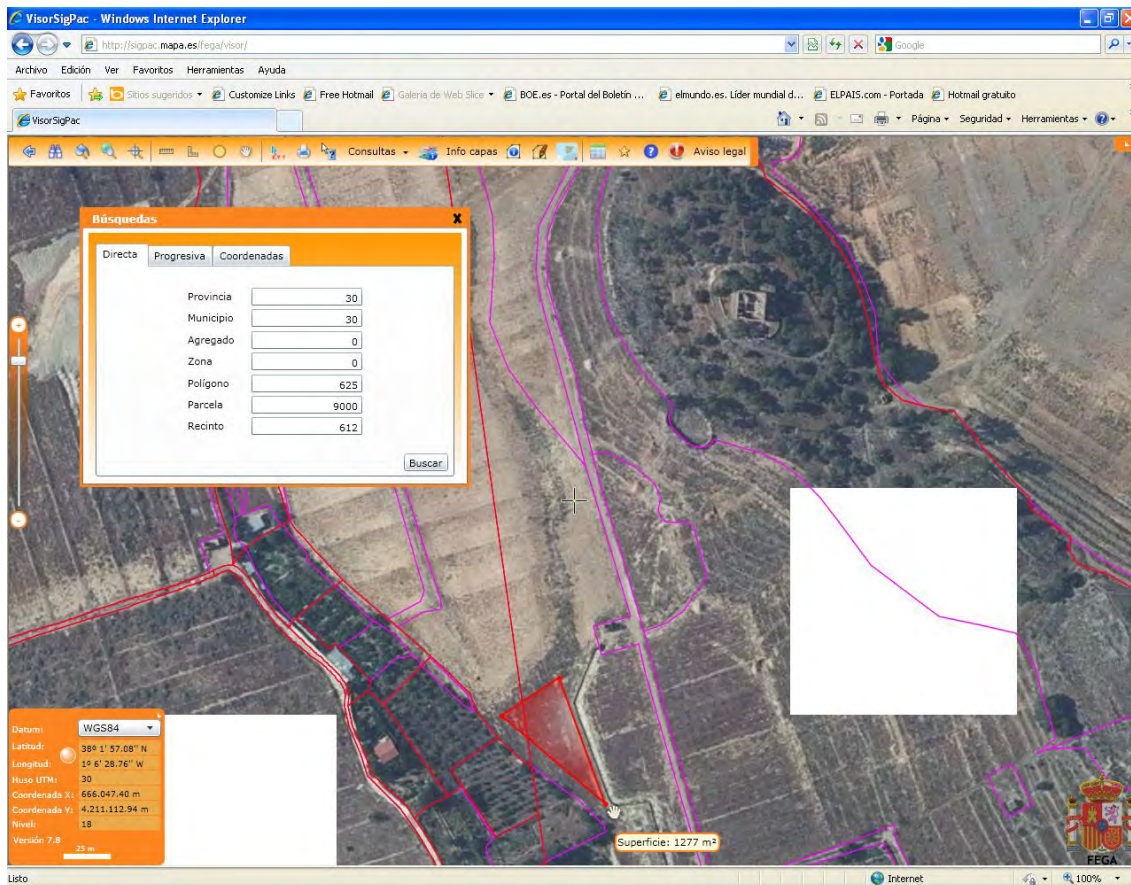 VisorSigPac - Windows Internet Explorer
http://sigpac.mapa.es/fega/visor/
Google
Archivo Edición Ver Favoritos Herramientas Ayuda
Favoritos Sitios sugeridos Customize Links Free Hotmail Galería de Web Slice BOE.es - Portal del Boletín ... elmundo.es. Líder mundial d... ELPAIS.com - Portada Hotmail gratuito
VisorSigPac Página Seguridad Herramientas
Consultas Info capas Aviso legal
Búsquedas X
Directa Progresiva Coordenadas
Provincia 30
Municipio 30
Agregado 0
Zona 0
Polígono 625
Parcela 9000
Recinto 612
Buscar
Datum: WGS84
Latitud: 38º 1' 57.08'' N
Longitud: 1º 6' 28.76'' W
Huso UTM: 30
Coordenada X: 666.047.40 m
Coordenada Y: 4.211.112.94 m
Nivel: 18
Versión 7.8
25 m
Superficie: 1277 m²
FEGA
Listo Internet 100%